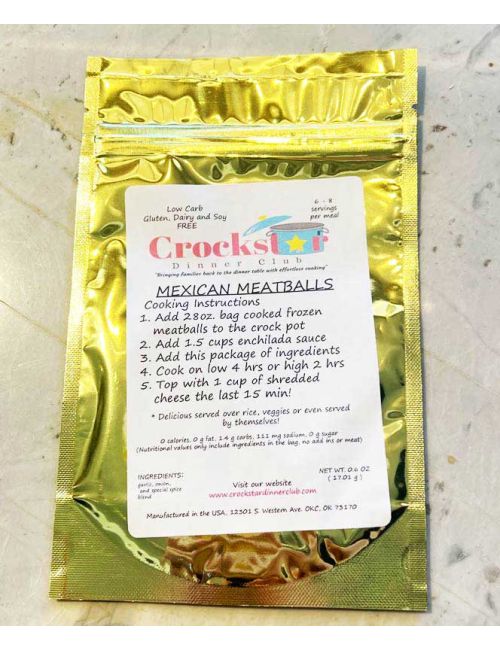 Low Carb
Gluten, Dairy and Soy
FREE
6 - 8
servings
per meal
Crockstar
Dinner Club
"Bringing families back to the dinner table with effortless cooking"
MEXICAN MEATBALLS
Cooking Instructions
1. Add 28oz. bag cooked frozen
meatballs to the crock pot
2. Add 1.5 cups enchilada sauce
3. Add this package of ingredients
4. Cook on low 4 hrs or high 2 hrs
5. Top with 1 cup of shredded
cheese the last 15 min!
* Delicious served over rice, veggies or even served
by themselves!
0 calories, 0 g fat, 1.4 g carbs, 111 mg sodium, 0 g sugar
(Nutritional values only include ingredients in the bag, no add ins or meat)
INGREDIENTS:
garlic, onion,
and special spice
blend
Visit our website
www.crockstardinnerclub.com
NET WT. 0.6 OZ
( 17.01 g )
Manufactured in the USA, 12301 S. Western Ave. OKC, OK 73170